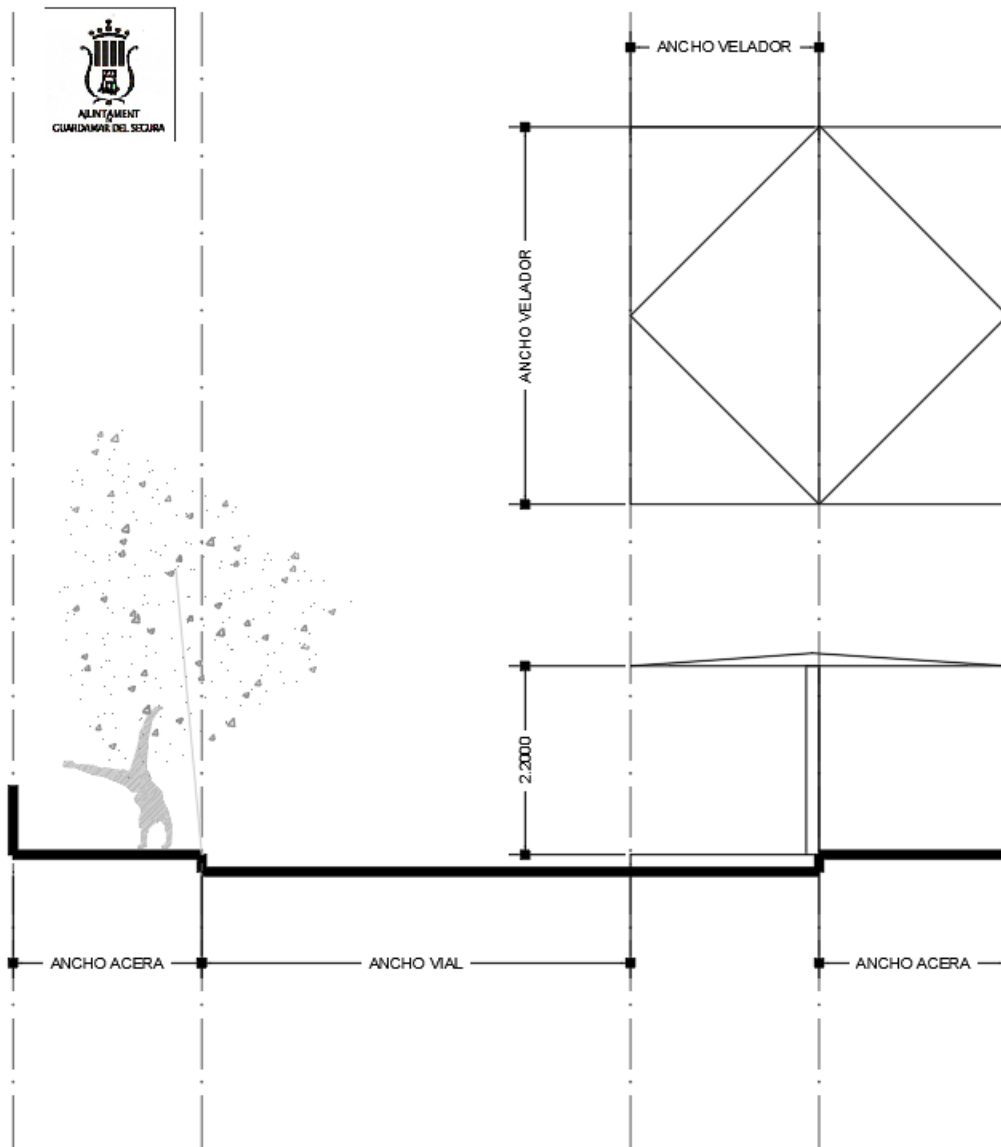 ANCHO VELADOR
AJUNTAMENT
DE
GUARDAMAR DEL SEGURA
ANCHO VELADOR
2.2000
ANCHO ACERA
ANCHO VIAL
ANCHO ACERA